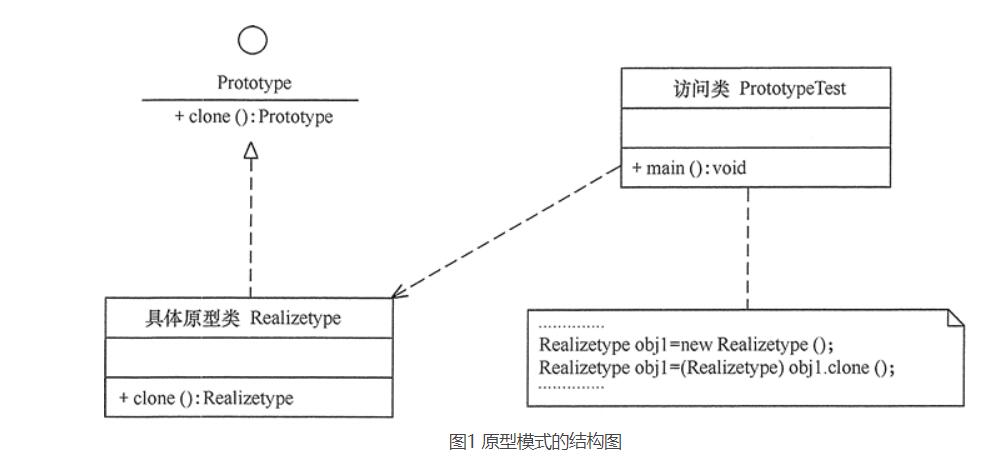 Prototype
+ clone ( ) : Prototype
访问类 PrototypeTest
+ main ( ) : void
具体原型类 Realizetype
+ clone ( ) : Realizetype
..............
Realizetype obj1=new Realizetype ( );
Realizetype obj1=(Realizetype) obj1.clone ( );
..............
图1 原型模式的结构图